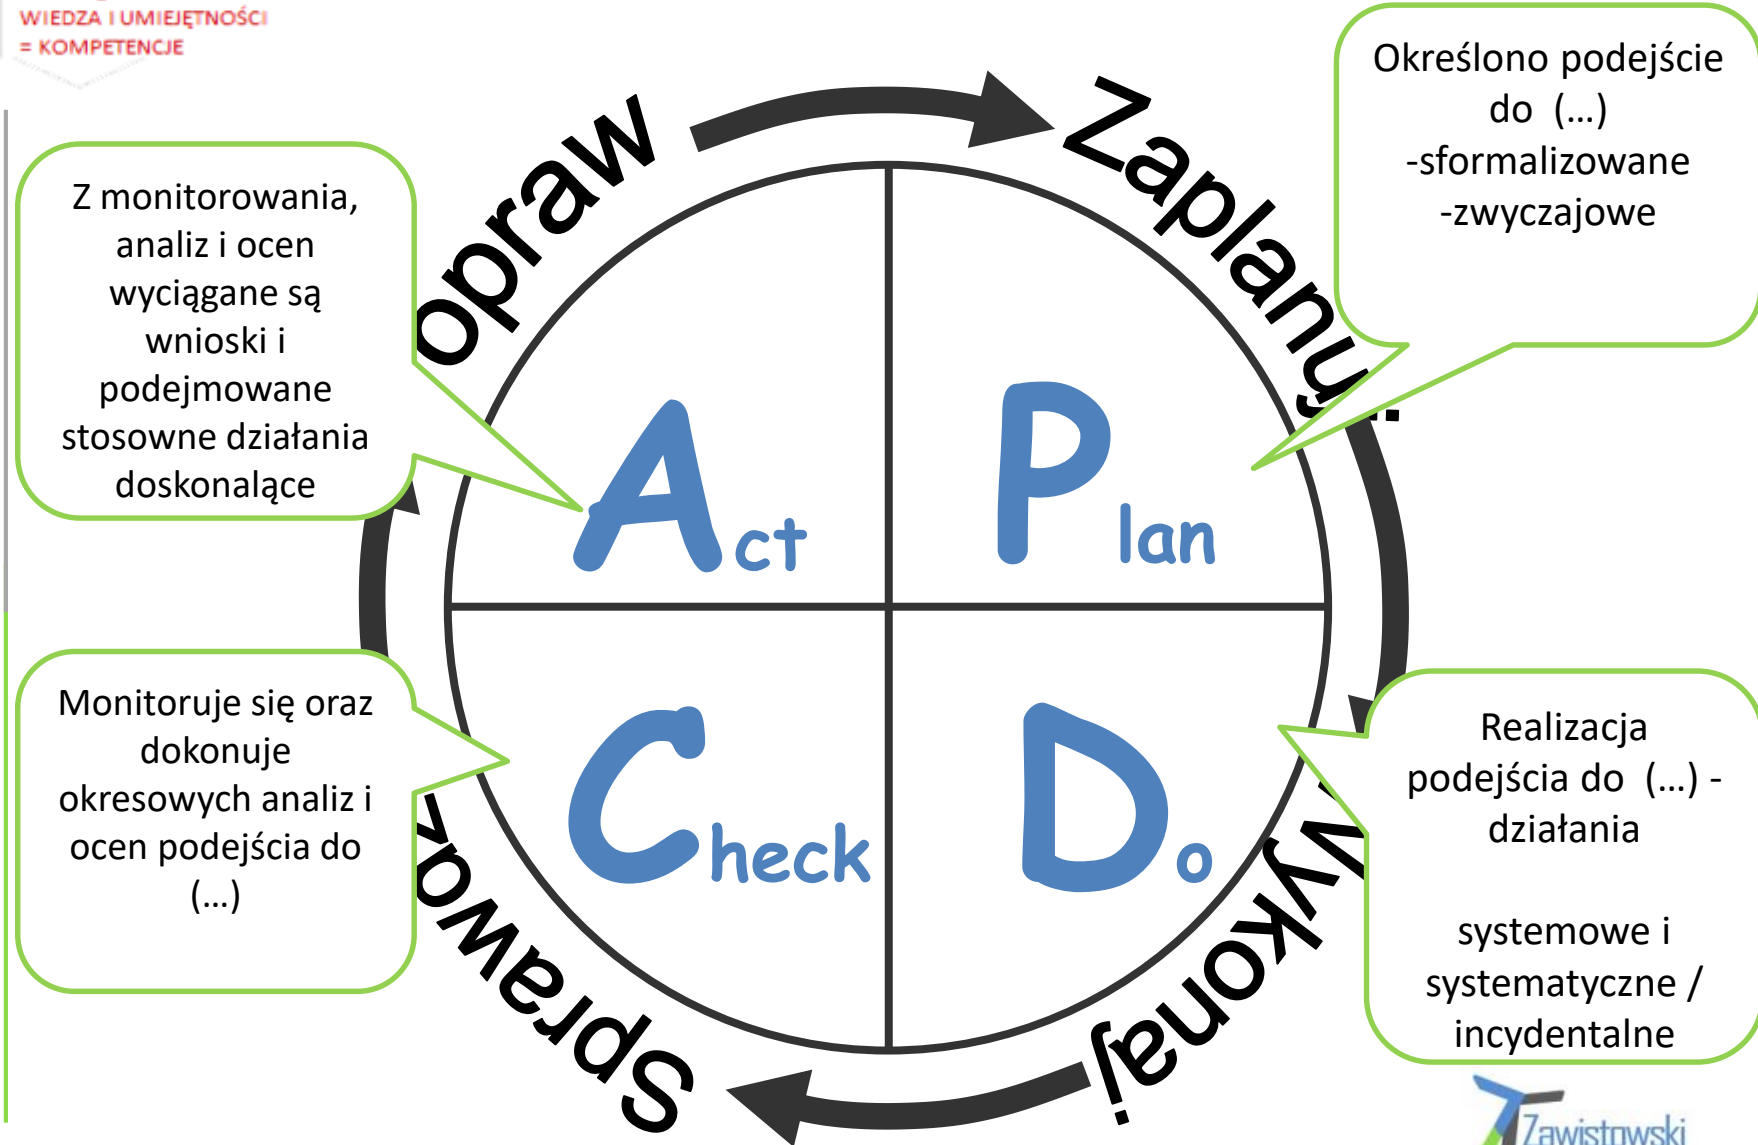 WIEDZA I UMIEJĘTNOŚCI
= KOMPETENCJE
Określono podejście
do (...)
-sformalizowane
-zwyczajowe
Z monitorowania,
analiz i ocen
wyciągane są
wnioski i
podejmowane
stosowne działania
doskonalące
opraw
Zaplanuj
Act
Plan
Monitoruje się oraz
dokonuje
okresowych analiz i
ocen podejścia do
(...)
Check
Do
Realizacja
podejścia do (...) -
działania
systemowe i
systematyczne /
incydentalne
Sprawdź
Wykonaj
Zawistowski